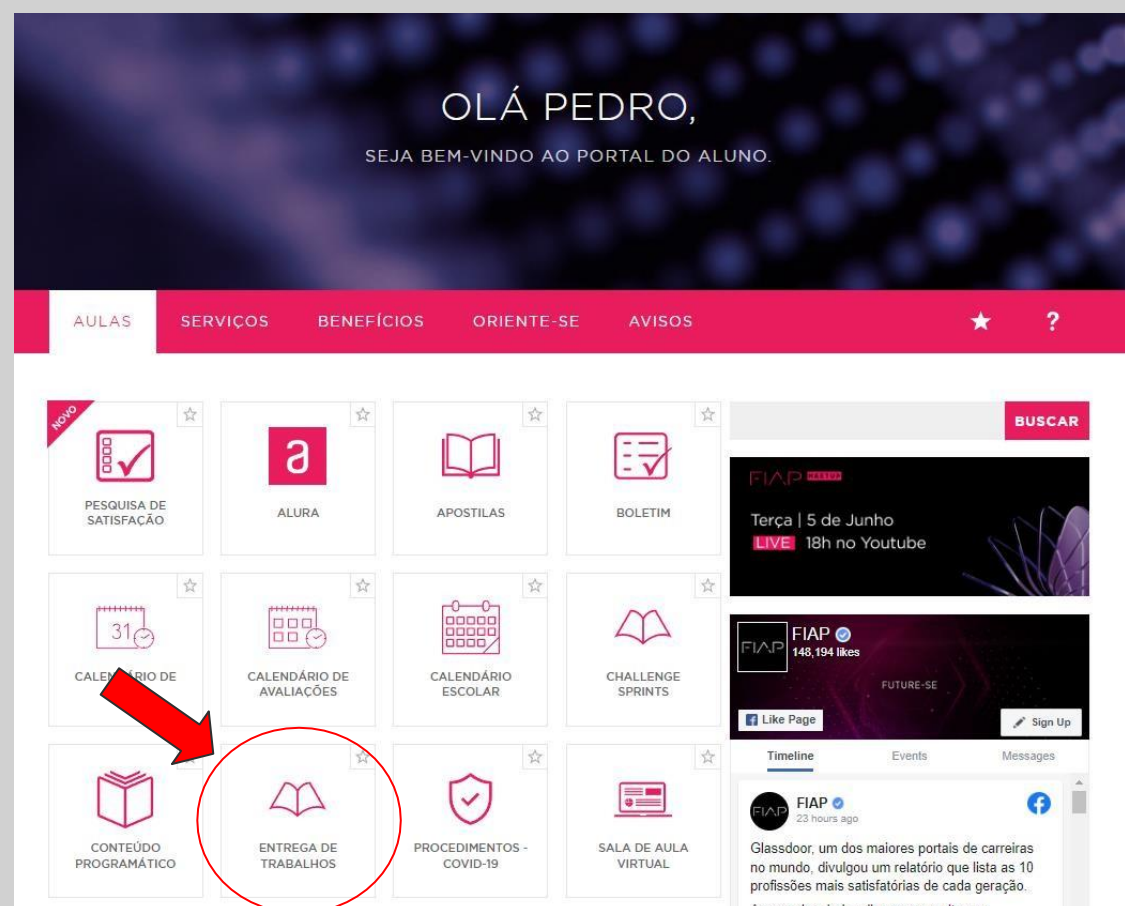 OLÁ PEDRO,
SEJA BEM-VINDO AO PORTAL DO ALUNO.
AULAS
SERVIÇOS
BENEFÍCIOS
ORIENTE-SE
AVISOS
?
NOVO
PESQUISA DE
SATISFAÇÃO
a
ALURA
APOSTILAS
BOLETIM
31
CALENDÁRIO DE
CALENDÁRIO DE
AVALIAÇÕES
CALENDÁRIO
ESCOLAR
CHALLENGE
SPRINTS
CONTEÚDO
PROGRAMÁTICO
ENTREGA DE
TRABALHOS
PROCEDIMENTOS -
COVID-19
SALA DE AULA
VIRTUAL
BUSCAR
FIAP MEETUP
Terça | 5 de Junho
LIVE 18h no Youtube
FIAP
FIAP
148,194 likes
FUTURE-SE
Like Page
Sign Up
Timeline
Events
Messages
FIAP
FIAP
23 hours ago
Glassdoor, um dos maiores portais de carreiras
no mundo, divulgou um relatório que lista as 10
profissões mais satisfatórias de cada geração.